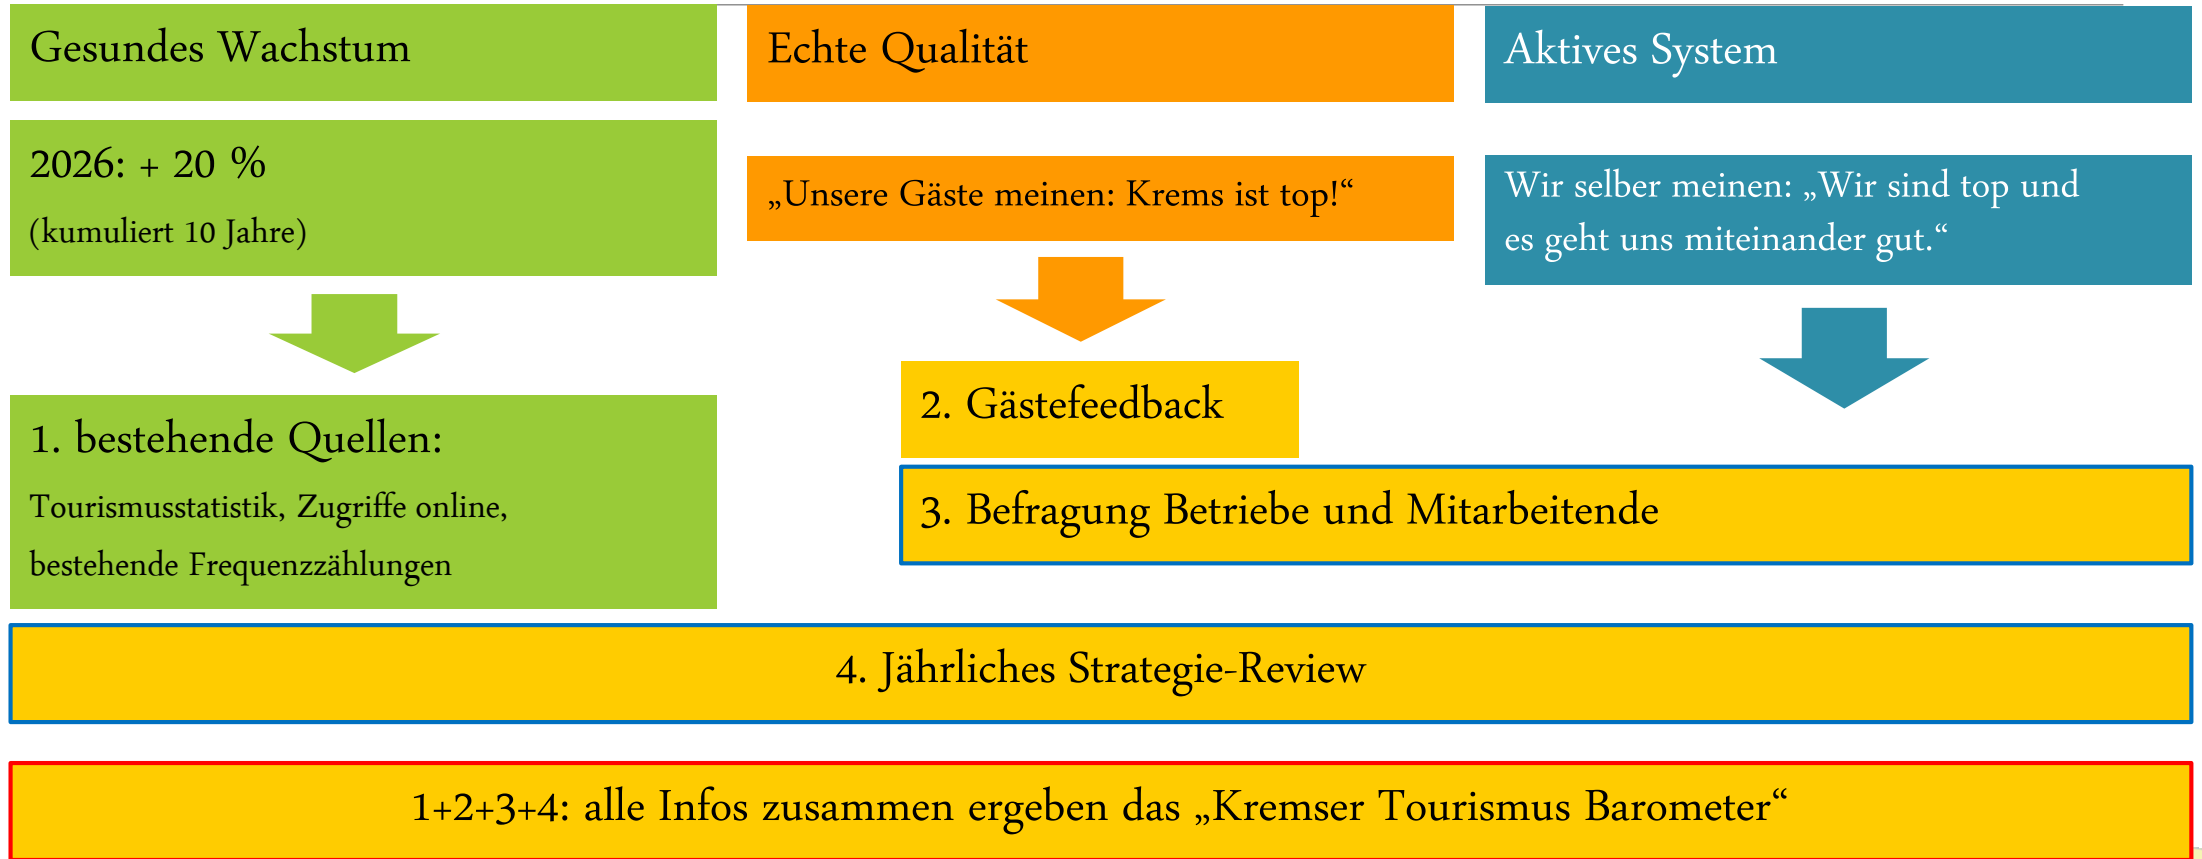 Gesundes Wachstum
2026: + 20 %
(kumuliert 10 Jahre)
1. bestehende Quellen:
Tourismusstatistik, Zugriffe online,
bestehende Frequenzzählungen
Echte Qualität
„Unsere Gäste meinen: Krems ist top!“
2. Gästefeedback
Aktives System
Wir selber meinen: „Wir sind top und
es geht uns miteinander gut.“
3. Befragung Betriebe und Mitarbeitende
4. Jährliches Strategie-Review
1+2+3+4: alle Infos zusammen ergeben das „Kremser Tourismus Barometer“